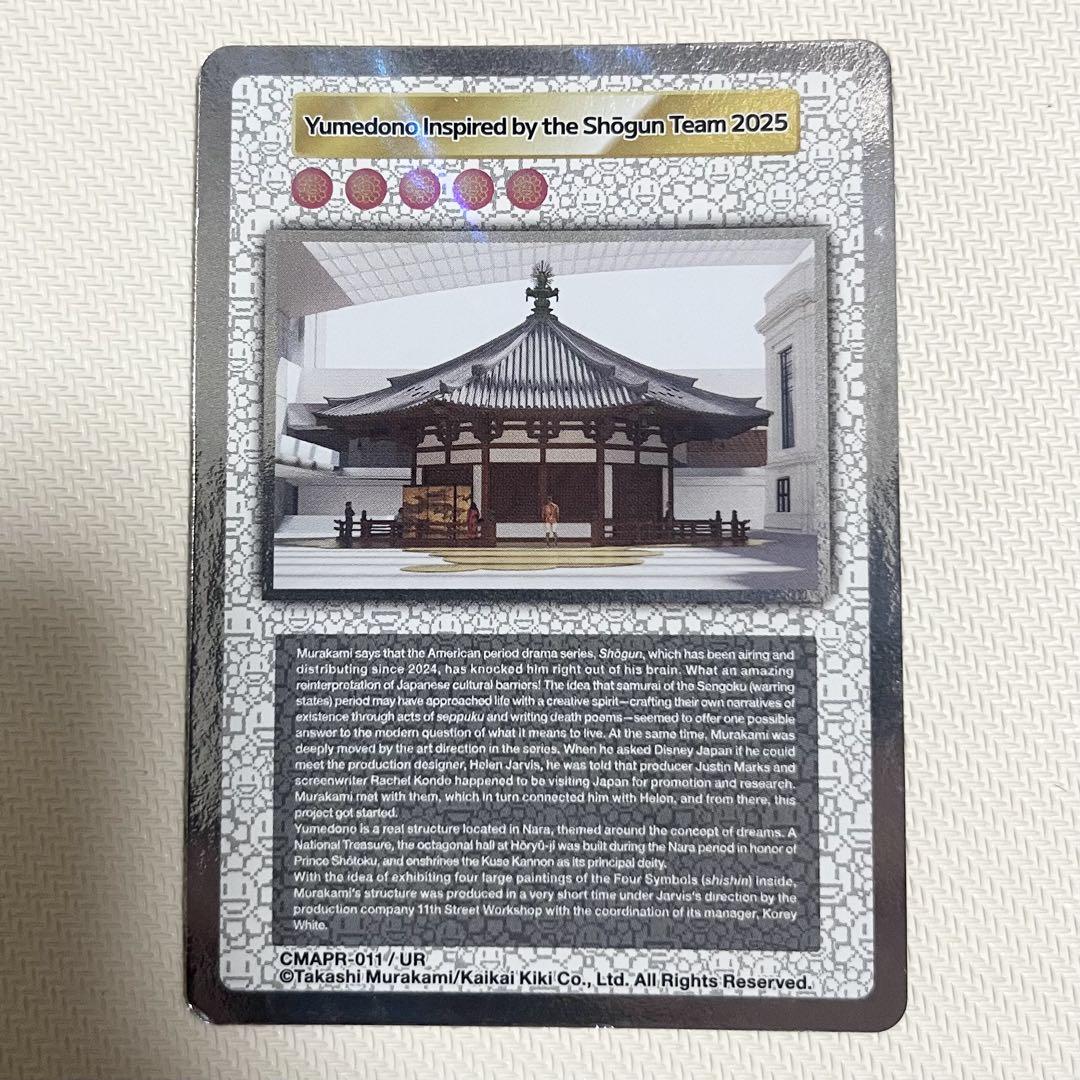 Yumedono Inspired by the Shōgun Team 2025
Murakami says that the American period drama series, Shōgun, which has been airing and
distributing since 2024, has knocked him right out of his brain. What an amazing
reinterpretation of Japanese cultural barriers! The idea that samurai of the Sengoku (warring
states) period may have approached life with a creative spirit—crafting their own narratives of
existence through acts of seppuku and writing death poems—seemed to offer one possible
answer to the modern question of what it means to live. At the same time, Murakami was
deeply moved by the art direction in the series. When he asked Disney Japan if he could
meet the production designer, Helen Jarvis, he was told that producer Justin Marks and
screenwriter Rachel Kondo happened to be visiting Japan for promotion and research.
Murakami met with them, which in turn connected him with Helen, and from there, this
project got started.
Yumedono is a real structure located in Nara, themed around the concept of dreams. A
National Treasure, the octagonal hall at Hōryū-ji was built during the Nara period in honor of
Prince Shōtoku, and enshrines the Kuse Kannon as its principal deity.
With the idea of exhibiting four large paintings of the Four Symbols (shishin) inside,
Murakami's structure was produced in a very short time under Jarvis's direction by the
production company 11th Street Workshop with the coordination of its manager, Korey
White.
CMAPR-011 / UR
©Takashi Murakami/Kaikai Kiki Co., Ltd. All Rights Reserved.